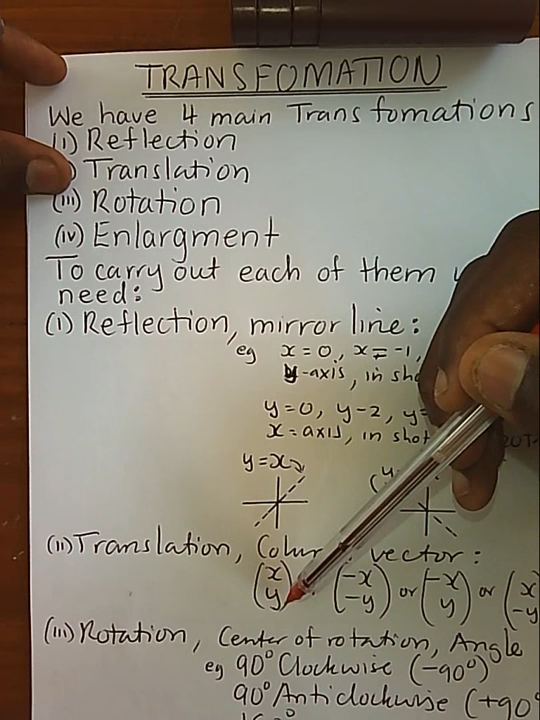 TRANSFOMATION
We have 4 main Transfomations
(i) Reflection
Translation
(iii) Rotation
(iv) Enlargment
To carry out each of them
need:
(i) Reflection, mirror line:
eg x=0, x=-1,
y-axis, in
y=0, y-2, y=
x=axis, in shot
y=x
(ii) Translation, vector:
(x y) (-x -y) or (-x y) or (x -y
(iii) Rotation, Center of rotation, Angle
eg 90° Clockwise (-90°)
90° Anticlockwise (+90°